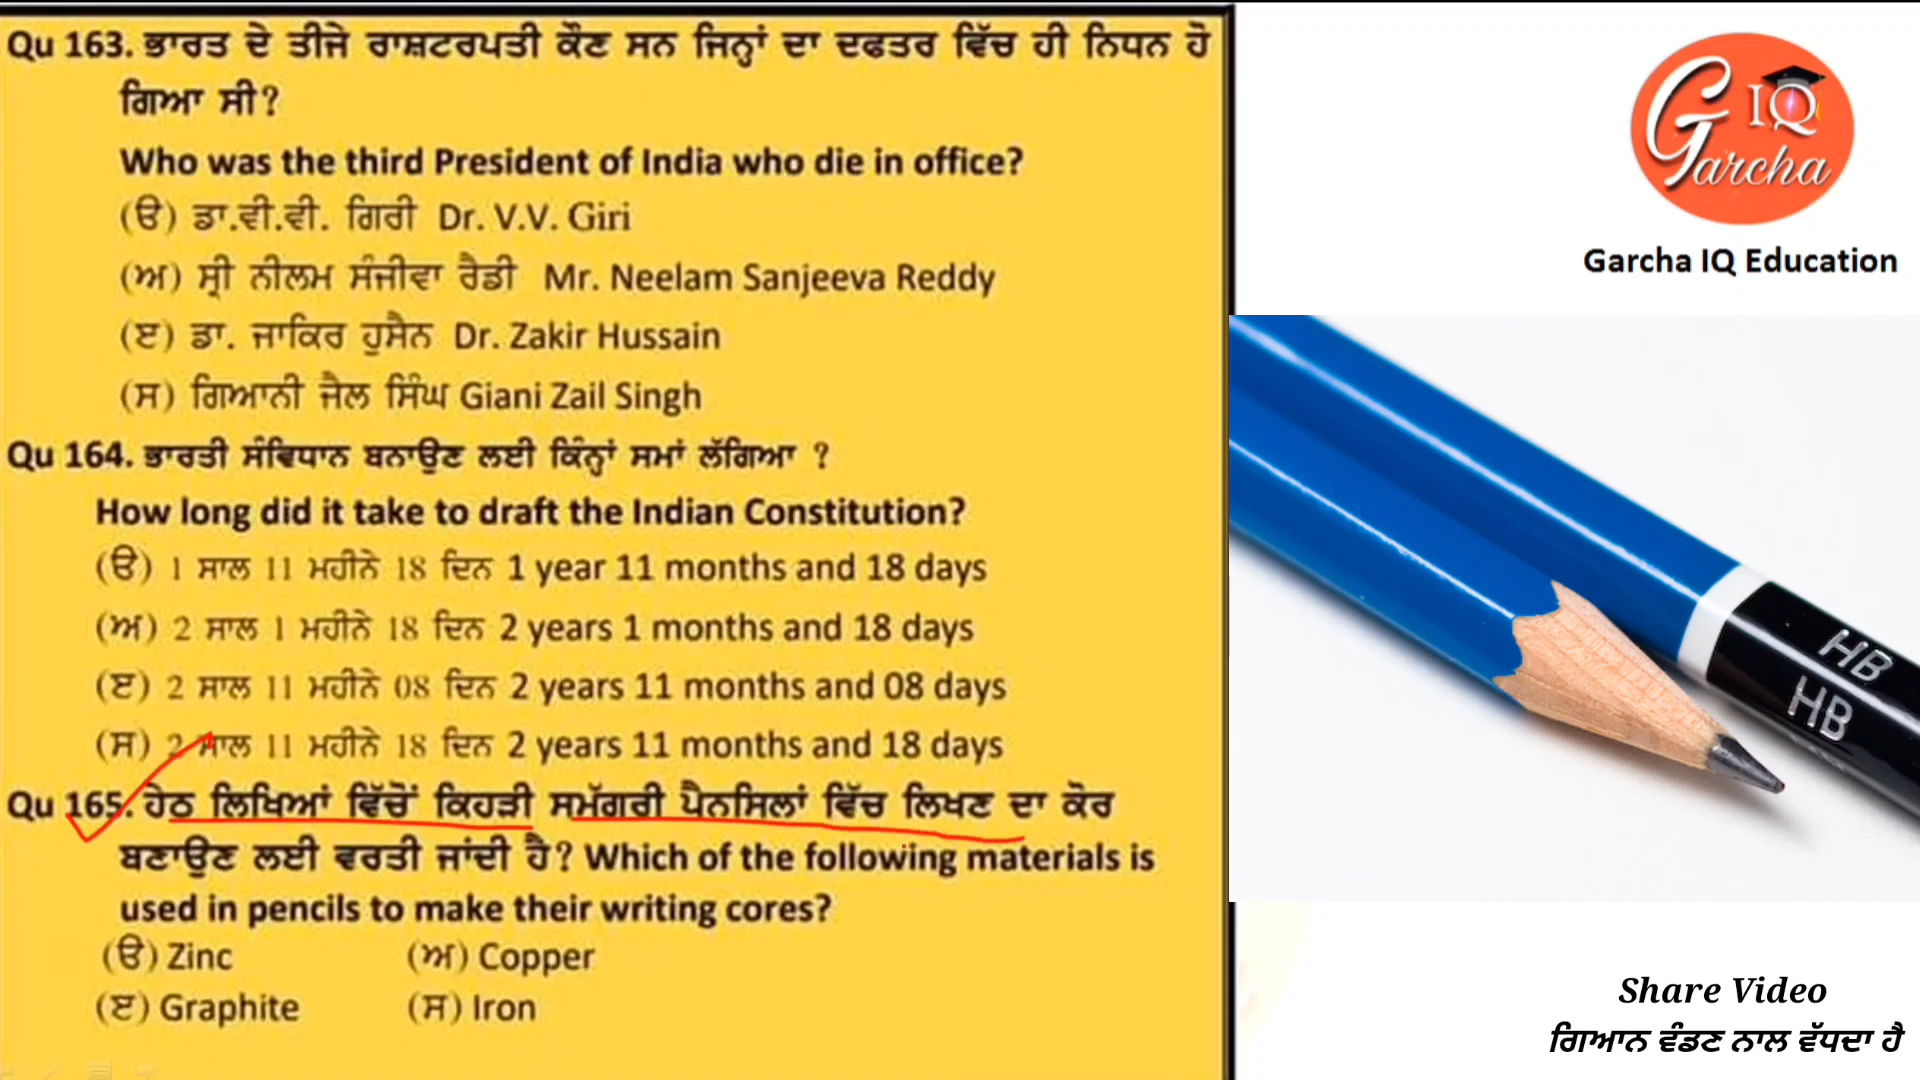 Qu 163. ਭਾਰਤ ਦੇ ਤੀਜੇ ਰਾਸ਼ਟਰਪਤੀ ਕੌਣ ਸਨ ਜਿਨ੍ਹਾਂ ਦਾ ਦਫਤਰ ਵਿੱਚ ਹੀ ਨਿਧਨ ਹੋ
ਗਿਆ ਸੀ?
Who was the third President of India who die in office?
(ੳ) ਡਾ.ਵੀ.ਵੀ. ਗਿਰੀ Dr. V.V. Giri
(ਅ) ਸ੍ਰੀ ਨੀਲਮ ਸੰਜੀਵਾ ਰੈਡੀ Mr. Neelam Sanjeeva Reddy
(ੲ) ਡਾ. ਜਾਕਿਰ ਹੁਸੈਨ Dr. Zakir Hussain
(ਸ) ਗਿਆਨੀ ਜੈਲ ਸਿੰਘ Giani Zail Singh
Qu 164. ਭਾਰਤੀ ਸੰਵਿਧਾਨ ਬਨਾਉਣ ਲਈ ਕਿੰਨ੍ਹਾਂ ਸਮਾਂ ਲੱਗਿਆ ?
How long did it take to draft the Indian Constitution?
(ੳ) 1 ਸਾਲ 11 ਮਹੀਨੇ 18 ਦਿਨ 1 year 11 months and 18 days
(ਅ) 2 ਸਾਲ 1 ਮਹੀਨੇ 18 ਦਿਨ 2 years 1 months and 18 days
(ੲ) 2 ਸਾਲ 11 ਮਹੀਨੇ 08 ਦਿਨ 2 years 11 months and 08 days
(ਸ) 2 ਸਾਲ 11 ਮਹੀਨੇ 18 ਦਿਨ 2 years 11 months and 18 days
Qu 165. ਹੇਠ ਲਿਖਿਆਂ ਵਿੱਚੋਂ ਕਿਹੜੀ ਸਮੱਗਰੀ ਪੈਨਸਿਲਾਂ ਵਿੱਚ ਲਿਖਣ ਦਾ ਕੋਰ
ਬਣਾਉਣ ਲਈ ਵਰਤੀ ਜਾਂਦੀ ਹੈ? Which of the following materials is
used in pencils to make their writing cores?
(ੳ) Zinc (ਅ) Copper
(ੲ) Graphite (ਸ) Iron
IQ
Garcha
Garcha IQ Education
HB
HB
Share Video
ਗਿਆਨ ਵੰਡਣ ਨਾਲ ਵੱਧਦਾ ਹੈ